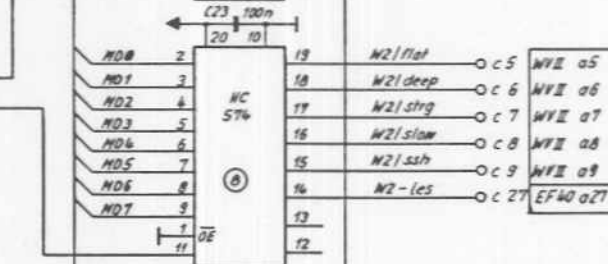 C23 100n
20 10
MD0 2 19 W2/flat c5 WVII a5
MD1 3 18 W2/deep c6 WVII a6
MD2 4 17 W2/strg c7 WVII a7
MD3 5 16 W2/slow c8 WVII a8
MD4 6 15 W2/ssh c9 WVII a9
MD5 7 14 W2-les c27 EF40 a27
MD6 8 13
MD7 9 12
1 OE
11
HC
574
8